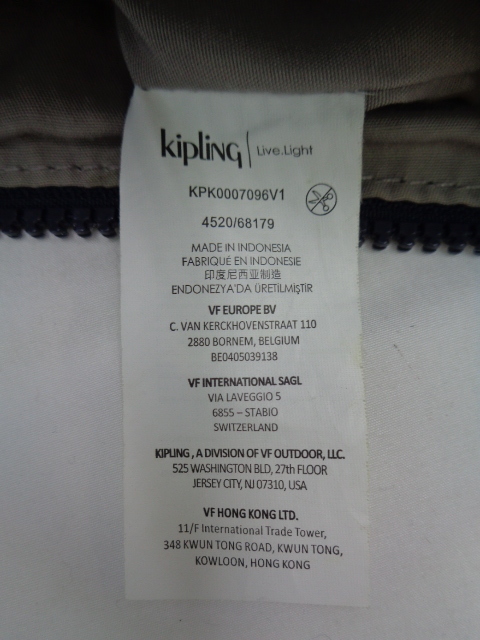 kipling | Live.Light
KPK0007096V1
4520/68179
MADE IN INDONESIA
FABRIQUÉ EN INDONESIE
印度尼西亚制造
ENDONEZYA'DA ÜRETİLMİŞTİR
VF EUROPE BV
C. VAN KERCKHOVENSTRAAT 110
2880 BORNEM, BELGIUM
BE0405039138
VF INTERNATIONAL SAGL
VIA LAVEGGIO 5
6855 – STABIO
SWITZERLAND
KIPLING , A DIVISION OF VF OUTDOOR, LLC.
525 WASHINGTON BLD, 27th FLOOR
JERSEY CITY, NJ 07310, USA
VF HONG KONG LTD.
11/F International Trade Tower,
348 KWUN TONG ROAD, KWUN TONG,
KOWLOON, HONG KONG